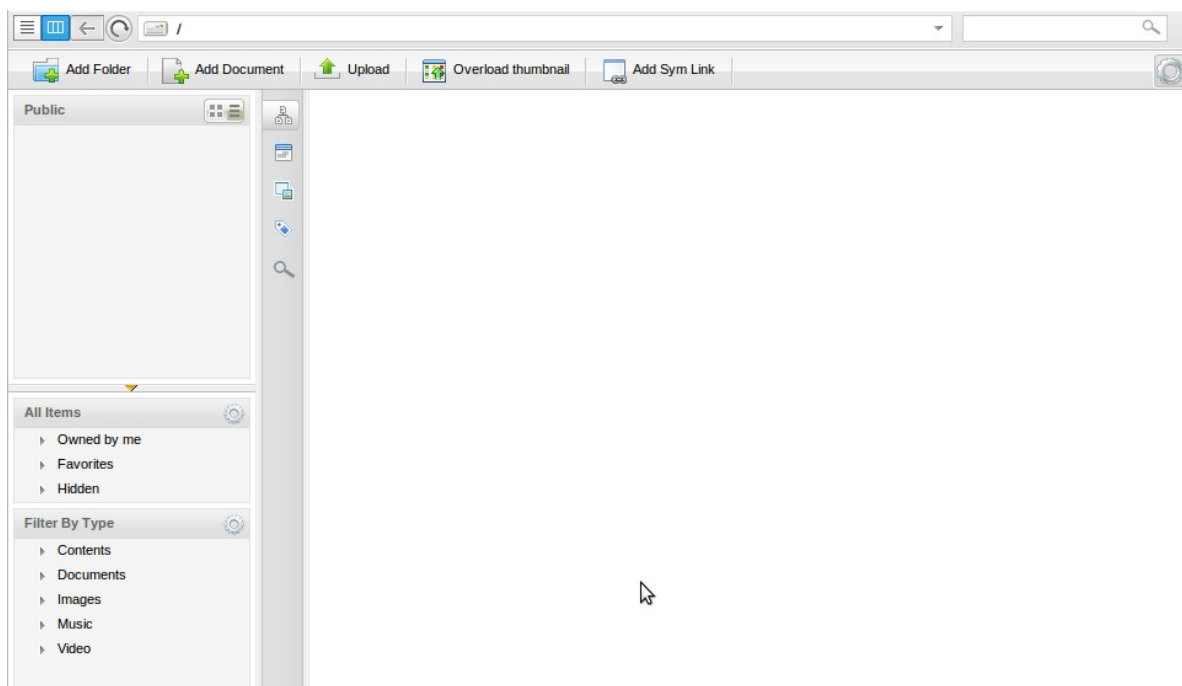 /
Add Folder Add Document Upload Overload thumbnail Add Sym Link
Public
All Items
Owned by me
Favorites
Hidden
Filter By Type
Contents
Documents
Images
Music
Video